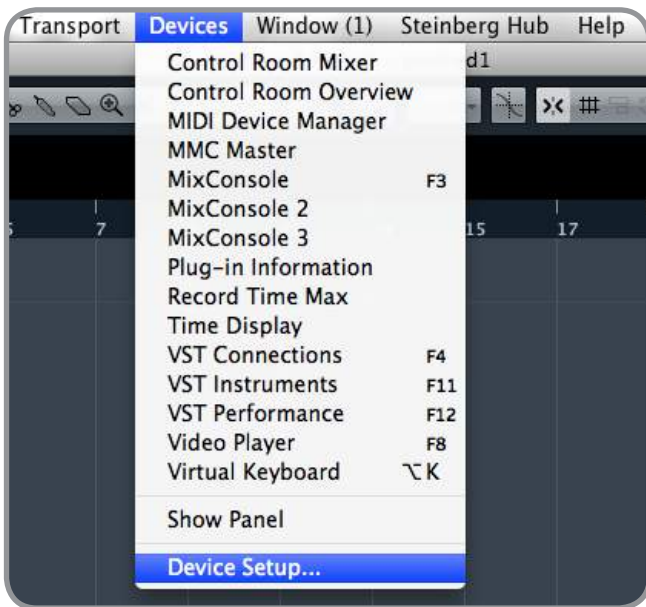 Transport Devices Window (1) Steinberg Hub Help
Control Room Mixer
d1
Control Room Overview
MIDI Device Manager
MMC Master
MixConsole F3
MixConsole 2
7
MixConsole 3
15 17
Plug-in Information
Record Time Max
Time Display
VST Connections F4
VST Instruments F11
VST Performance F12
Video Player F8
Virtual Keyboard ⌥K
Show Panel
Device Setup...